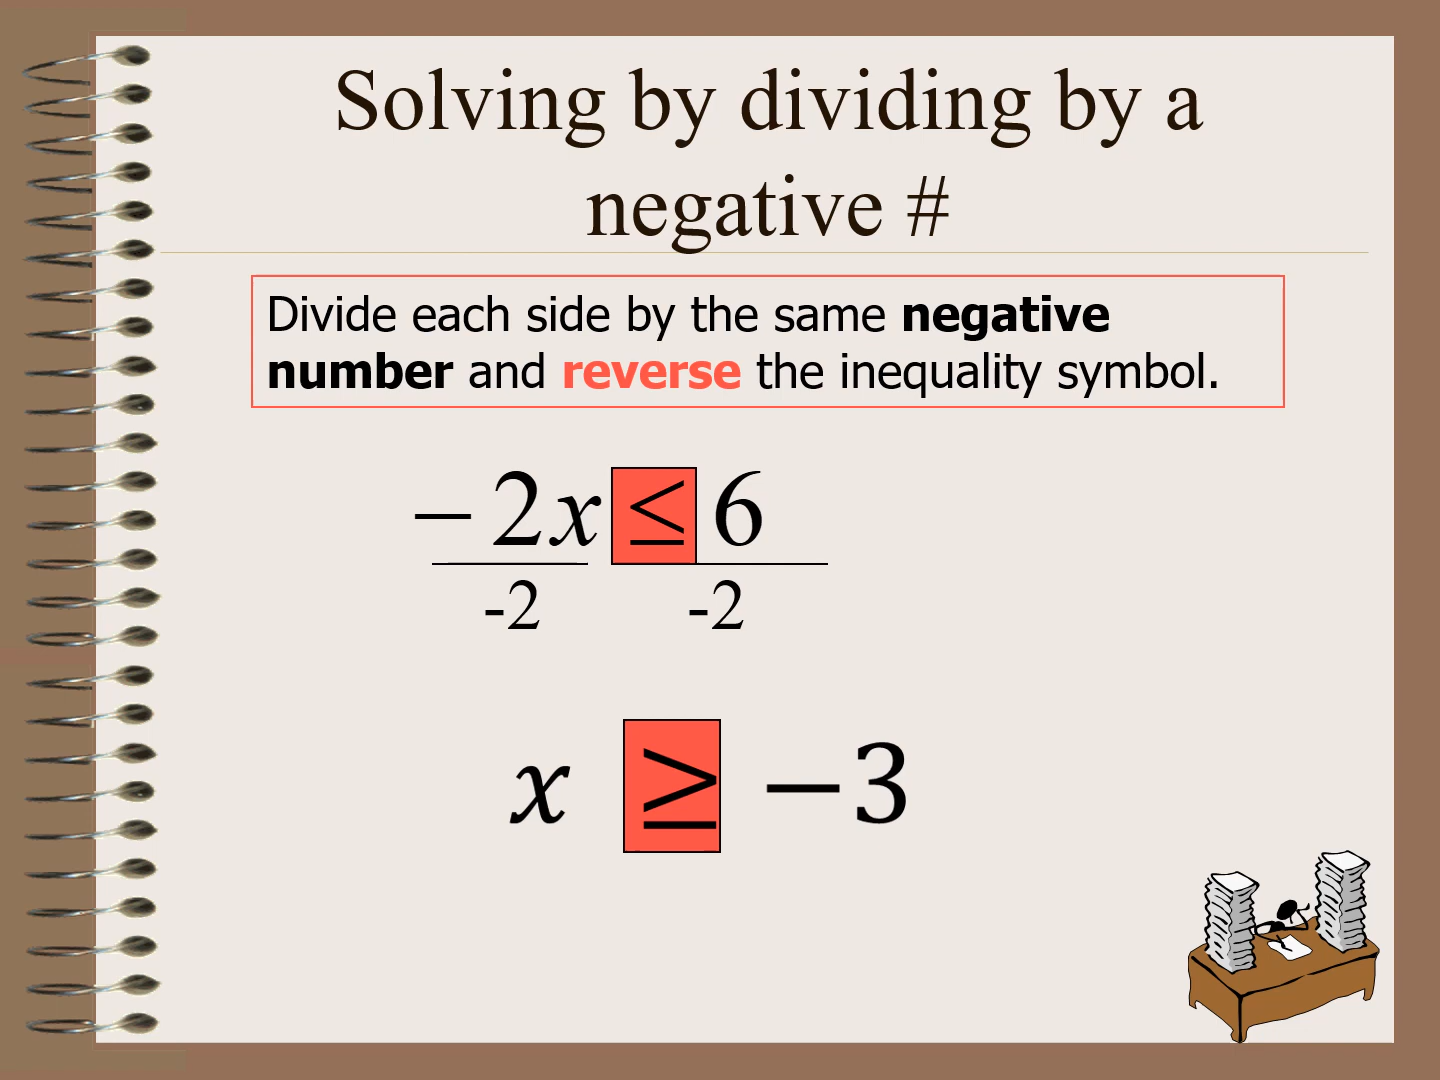 Solving by dividing by a
negative #
Divide each side by the same negative
number and reverse the inequality symbol.
−2x ≤ 6
-2 -2
x ≥ −3